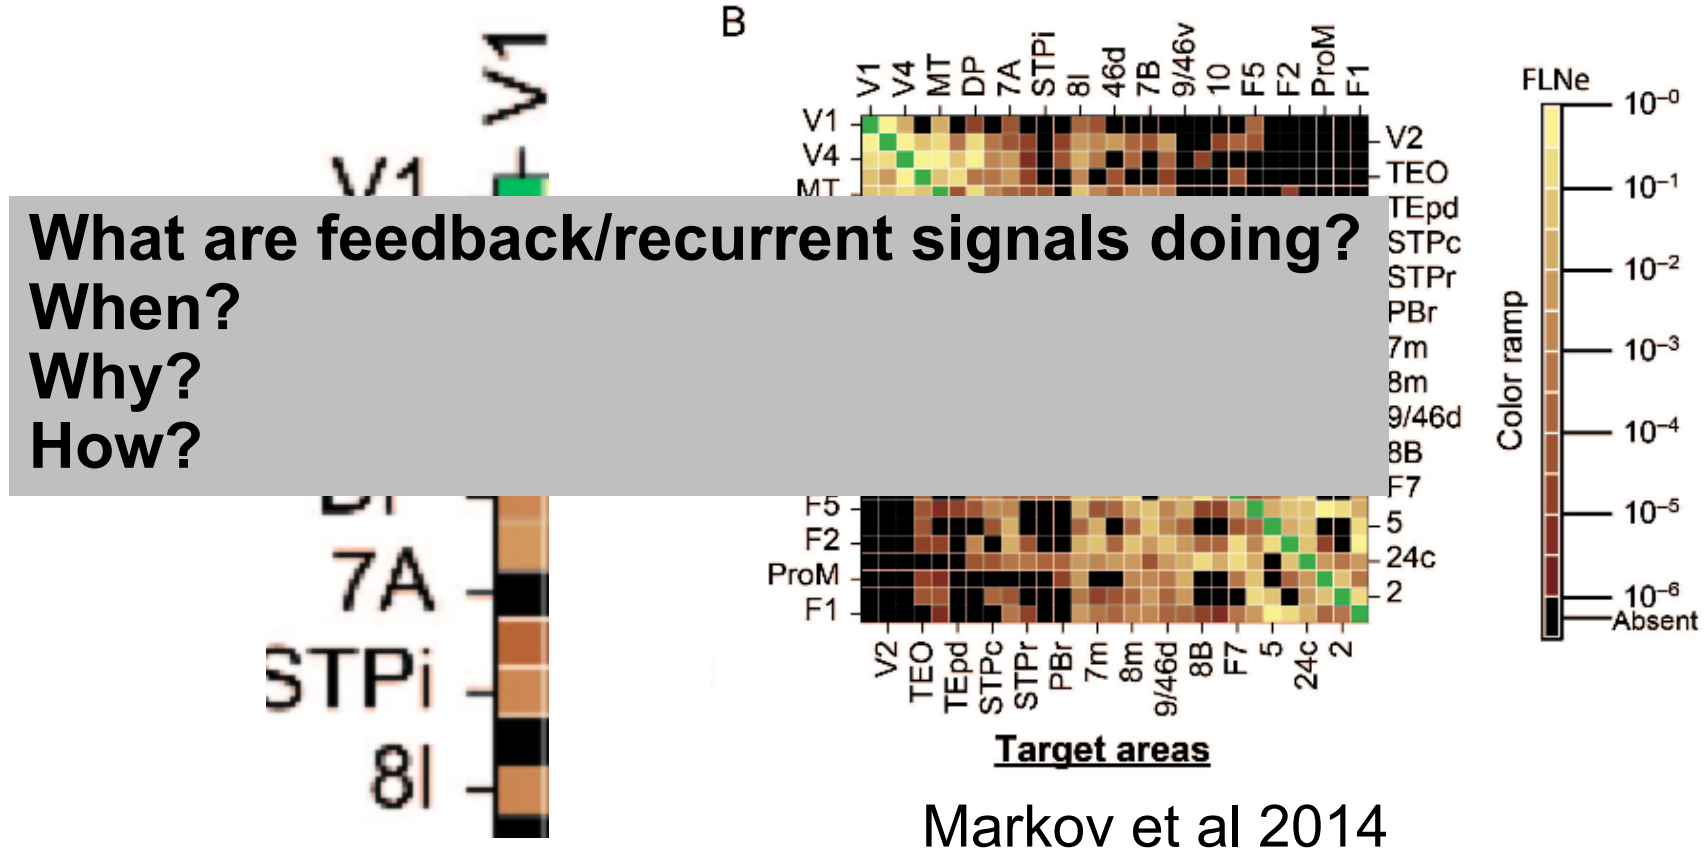 V1
V1
7A
STPi
8l
What are feedback/recurrent signals doing?
When?
Why?
How?
B
V1 V4 MT DP 7A STPi 8l 46d 7B 9/46v 10 F5 F2 ProM F1
V1
V4
MT
F5
F2
ProM
F1
V2
TEO
TEpd
STPc
STPr
PBr
7m
8m
9/46d
8B
F7
5
24c
2
V2 TEO TEpd STPc STPr PBr 7m 8m 9/46d 8B F7 5 24c 2
Target areas
FLNe
Color ramp
10⁻⁰
10⁻¹
10⁻²
10⁻³
10⁻⁴
10⁻⁵
10⁻⁶
Absent
Markov et al 2014